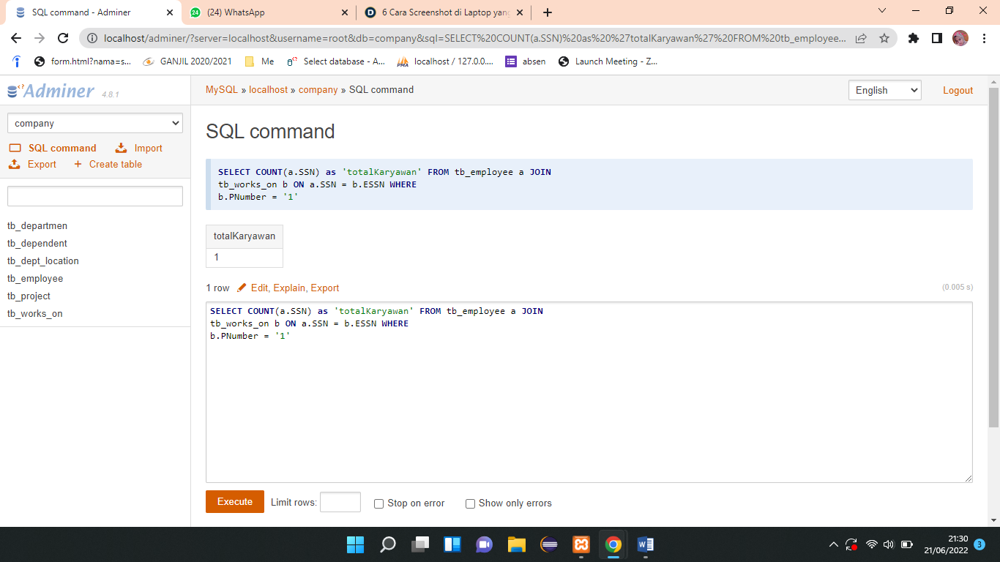 SQL command - Adminer
24
(24) WhatsApp
D
6 Cara Screenshot di Laptop yang
localhost/adminer/?server=localhost&username=root&db=company&sql=SELECT%20COUNT(a.SSN)%20as%20%27totalKaryawan%27%20FROM%20tb_employee...
form.html?nama=s...
GANJIL 2020/2021
Me
Select database - A...
PMA
localhost / 127.0.0....
absen
Launch Meeting - Z...
Adminer 4.8.1
MySQL » localhost » company » SQL command
English
Logout
company
SQL command
Import
Export
Create table
tb_departmen
tb_dependent
tb_dept_location
tb_employee
tb_project
tb_works_on
SQL command
SELECT COUNT(a.SSN) as 'totalKaryawan' FROM tb_employee a JOIN
tb_works_on b ON a.SSN = b.ESSN WHERE
b.PNumber = '1'
totalKaryawan
1
1 row
Edit, Explain, Export
(0.005 s)
SELECT COUNT(a.SSN) as 'totalKaryawan' FROM tb_employee a JOIN
tb_works_on b ON a.SSN = b.ESSN WHERE
b.PNumber = '1'
Execute
Limit rows:
Stop on error
Show only errors
21:30
21/06/2022
3